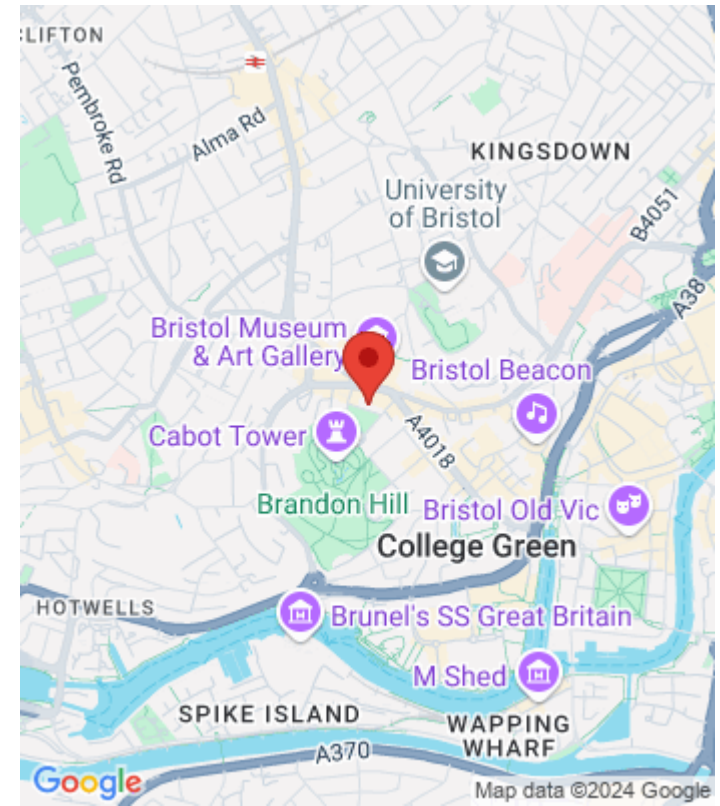 CLIFTON
Pembroke Rd
Alma Rd
KINGSDOWN
University
of Bristol
B4051
A38
Bristol Museum
& Art Gallery
Bristol Beacon
Cabot Tower
A4018
Brandon Hill
Bristol Old Vic
College Green
HOTWELLS
Brunel's SS Great Britain
M Shed
SPIKE ISLAND
WAPPING
WHARF
A370
Google
Map data ©2024 Google